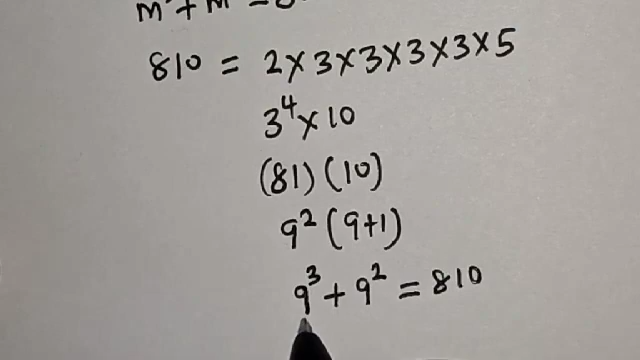 810 = 2×3×3×3×3×5
3⁴×10
(81)(10)
9²(9+1)
9³+9²=810